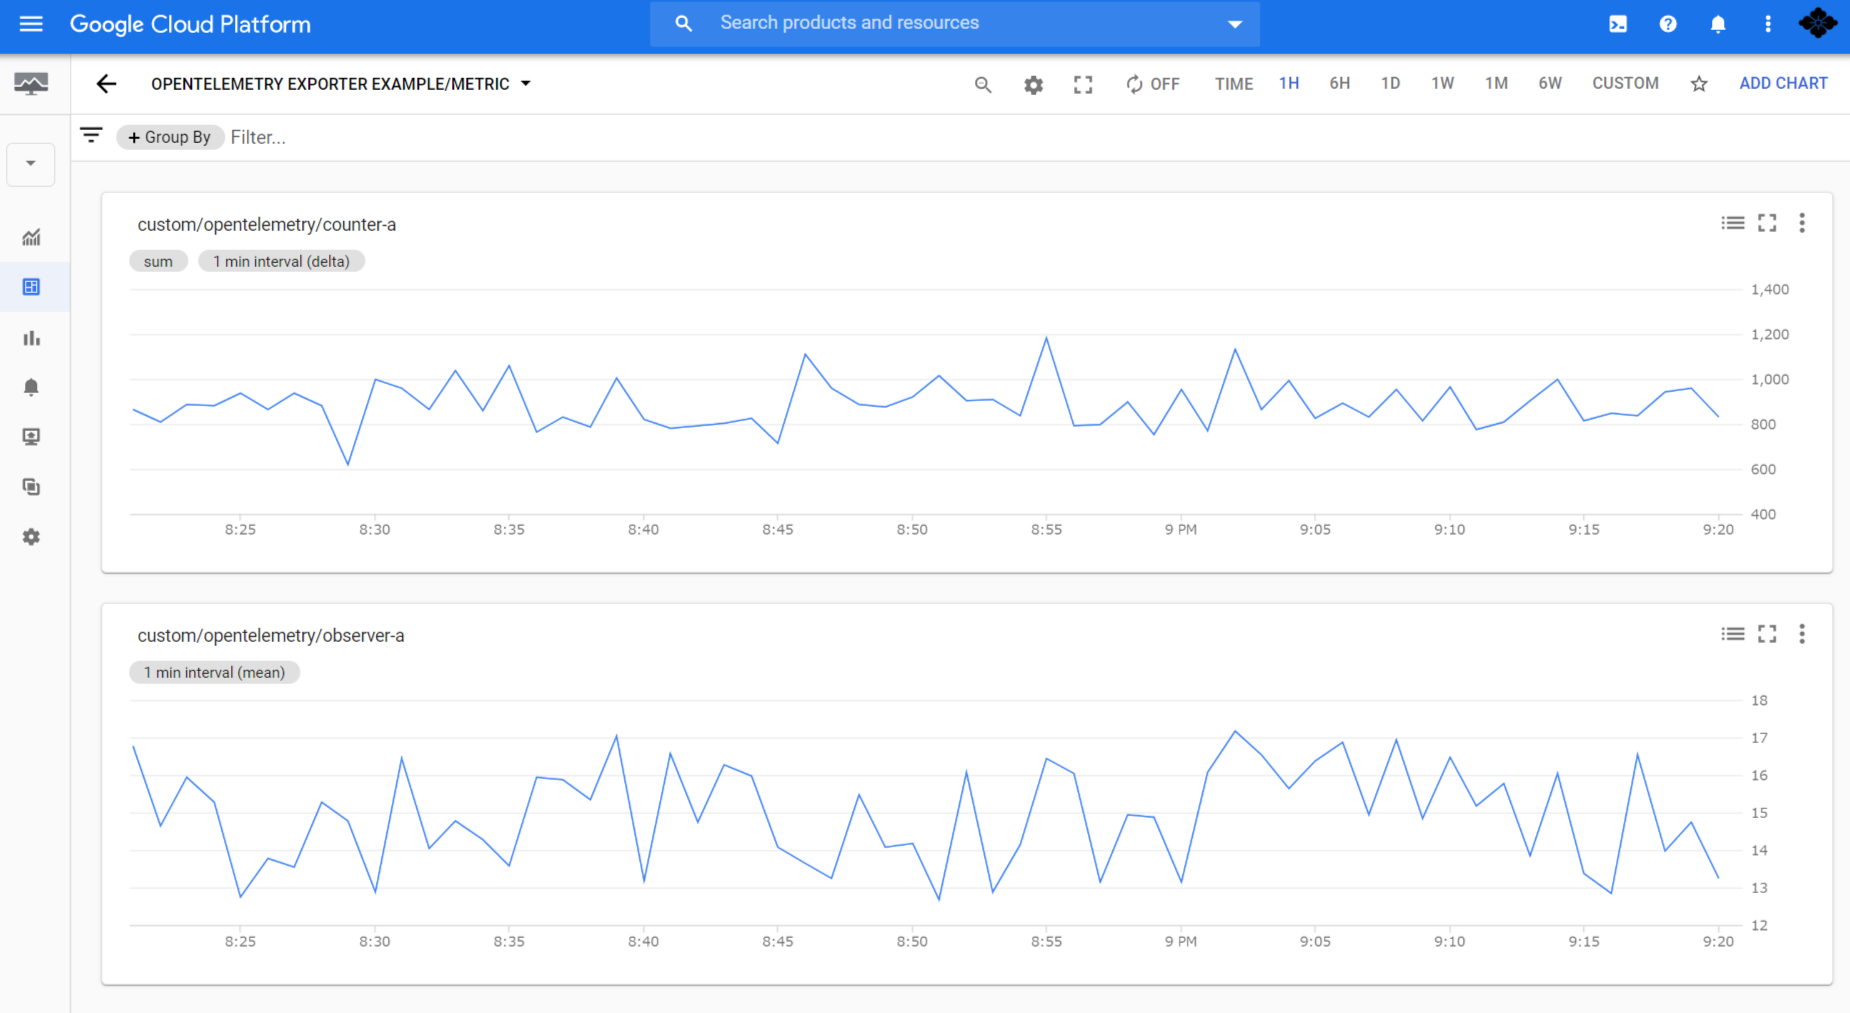 Google Cloud Platform
Search products and resources
OPENTELEMETRY EXPORTER EXAMPLE/METRIC
OFF TIME 1H 6H 1D 1W 1M 6W CUSTOM ADD CHART
+ Group By Filter...
custom/opentelemetry/counter-a
sum 1 min interval (delta)
1,400
1,200
1,000
800
600
400
8:25 8:30 8:35 8:40 8:45 8:50 8:55 9 PM 9:05 9:10 9:15 9:20
custom/opentelemetry/observer-a
1 min interval (mean)
18
17
16
15
14
13
12
8:25 8:30 8:35 8:40 8:45 8:50 8:55 9 PM 9:05 9:10 9:15 9:20